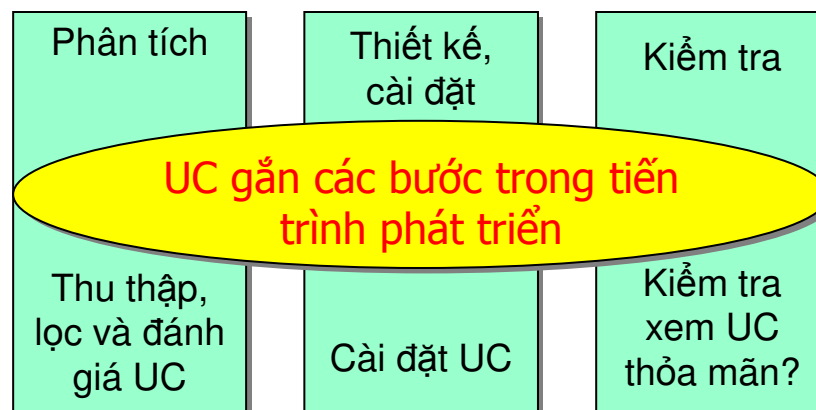 Phân tích
Thiết kế,
cài đặt
Kiểm tra
UC gắn các bước trong tiến
trình phát triển
Thu thập,
lọc và đánh
giá UC
Cài đặt UC
Kiểm tra
xem UC
thỏa mãn?